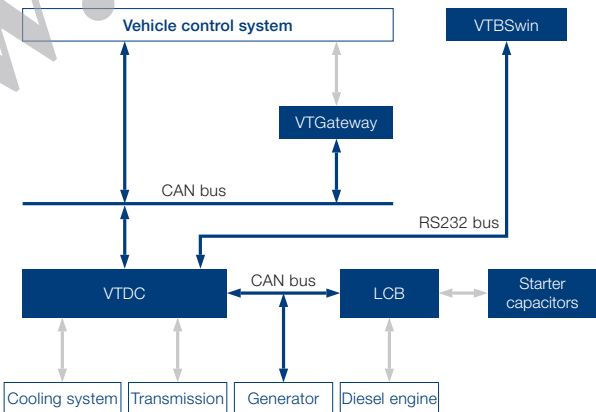 Vehicle control system
VTBSwin
VTGateway
CAN bus
RS232 bus
VTDC
CAN bus
LCB
Starter
capacitors
Cooling system
Transmission
Generator
Diesel engine